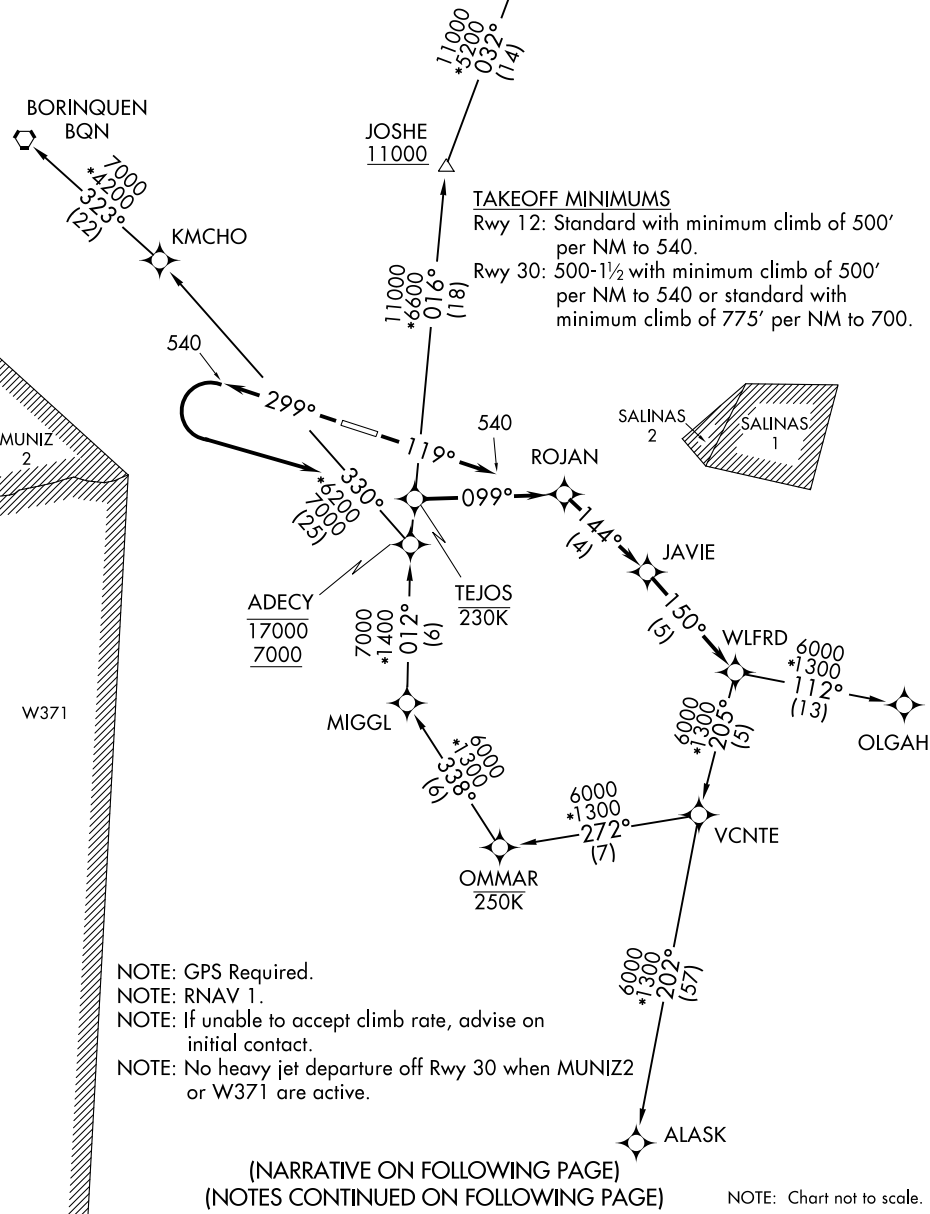 11000
*5200
032°
(14)
BORINQUEN
BQN
JOSHE
11000
7000
*4200
323°
(22)
KMCHO
TAKEOFF MINIMUMS
Rwy 12: Standard with minimum climb of 500'
per NM to 540.
Rwy 30: 500-1½ with minimum climb of 500'
per NM to 540 or standard with
minimum climb of 775' per NM to 700.
11000
*6600
016°
(18)
540
299°
119°
540
MUNIZ
2
SALINAS
2
SALINAS
1
ROJAN
330°
*6200
7000
(25)
099°
144°
(4)
JAVIE
ADECY
17000
7000
TEJOS
230K
7000
*1400
012°
(6)
150°
(5)
WLFRD
6000
*1300
112°
(13)
OLGAH
W371
MIGGL
6000
*1300
338°
(6)
6000
*1300
205°
(5)
6000
*1300
272°
(7)
VCNTE
OMMAR
250K
6000
*1300
202°
(57)
NOTE: GPS Required.
NOTE: RNAV 1.
NOTE: If unable to accept climb rate, advise on
initial contact.
NOTE: No heavy jet departure off Rwy 30 when MUNIZ2
or W371 are active.
ALASK
(NARRATIVE ON FOLLOWING PAGE)
(NOTES CONTINUED ON FOLLOWING PAGE)
NOTE: Chart not to scale.